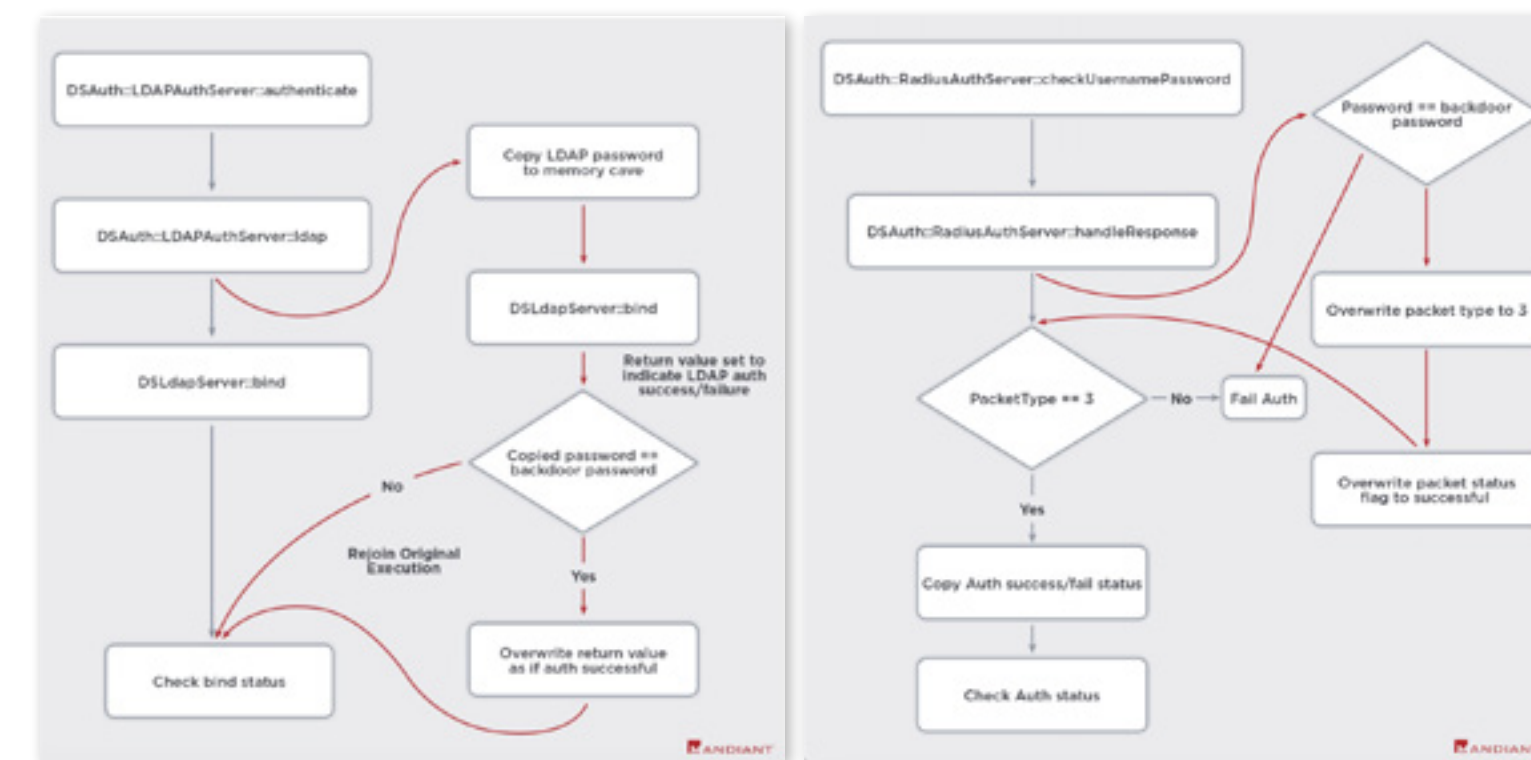 DSAuth::LDAPAuthServer::authenticate
Copy LDAP password
to memory cave
DSAuth::LDAPAuthServer::ldap
DSLdapServer::bind
Return value set to
indicate LDAP auth
success/failure
DSLdapServer::bind
Copied password ==
backdoor password
No
Rejoin Original
Execution
Yes
Overwrite return value
as if auth successful
Check bind status
MANDIANT
DSAuth::RadiusAuthServer::checkUsernamePassword
Password == backdoor
password
DSAuth::RadiusAuthServer::handleResponse
Overwrite packet type to 3
PacketType == 3
No
Fail Auth
Overwrite packet status
flag to successful
Yes
Copy Auth success/fail status
Check Auth status
MANDIAN